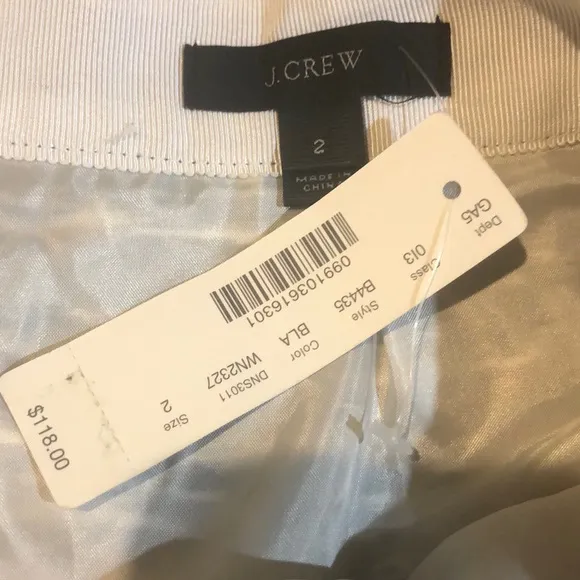 J.CREW
2
MADE IN
CHINA
Dept
GA5
Class
013
Style
B4435
Color
BLA
WN2327
DNS3011
Size
2
099103616301
$118.00